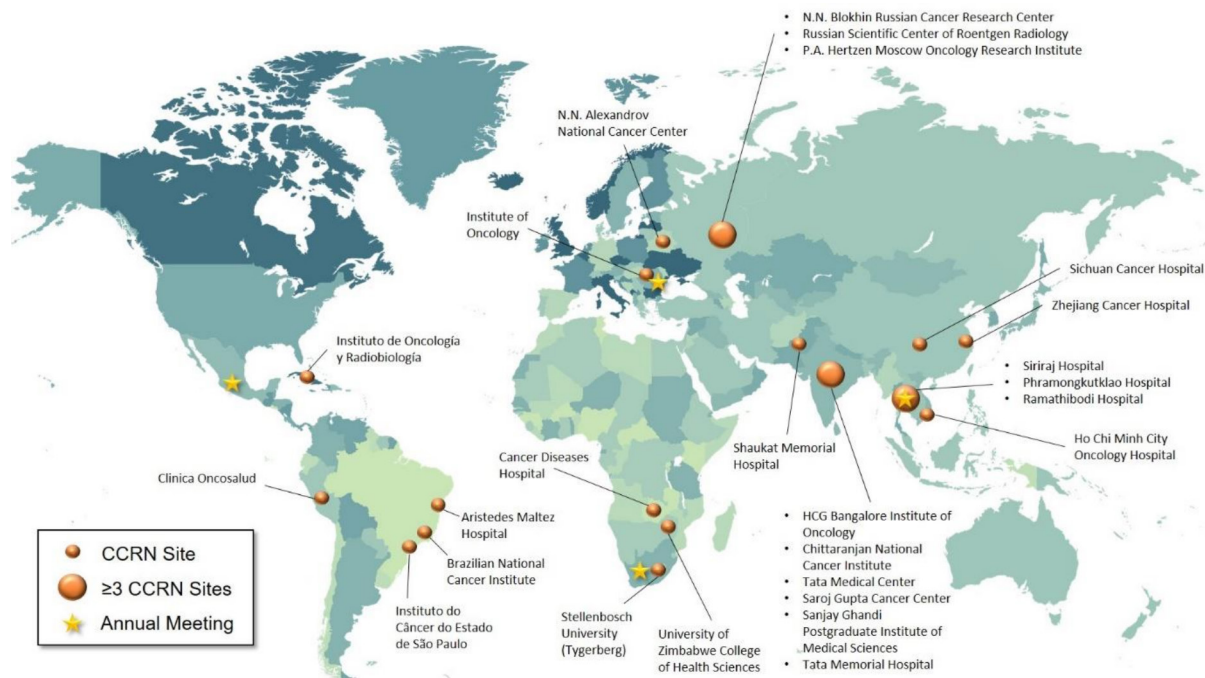 • N.N. Blokhin Russian Cancer Research Center
• Russian Scientific Center of Roentgen Radiology
• P.A. Hertzen Moscow Oncology Research Institute
N.N. Alexandrov
National Cancer Center
Institute of
Oncology
Sichuan Cancer Hospital
Zhejiang Cancer Hospital
Instituto de Oncología
y Radiobiología
• Siriraj Hospital
• Phramongkutklao Hospital
• Ramathibodi Hospital
Shaukat Memorial
Hospital
Ho Chi Minh City
Oncology Hospital
Cancer Diseases
Hospital
Clinica Oncosalud
Aristedes Maltez
Hospital
Brazilian National
Cancer Institute
Instituto do
Câncer do Estado
de São Paulo
Stellenbosch
University
(Tygerberg)
University of
Zimbabwe College
of Health Sciences
• HCG Bangalore Institute of
Oncology
• Chittaranjan National
Cancer Institute
• Tata Medical Center
• Saroj Gupta Cancer Center
• Sanjay Ghandi
Postgraduate Institute of
Medical Sciences
• Tata Memorial Hospital
CCRN Site
≥3 CCRN Sites
Annual Meeting